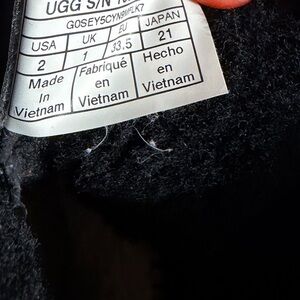 UGG S/N
USA UK EU JAPAN
2 1 33.5 21
Made Fabriqué Hecho
In en en
Vietnam Vietnam Vietnam